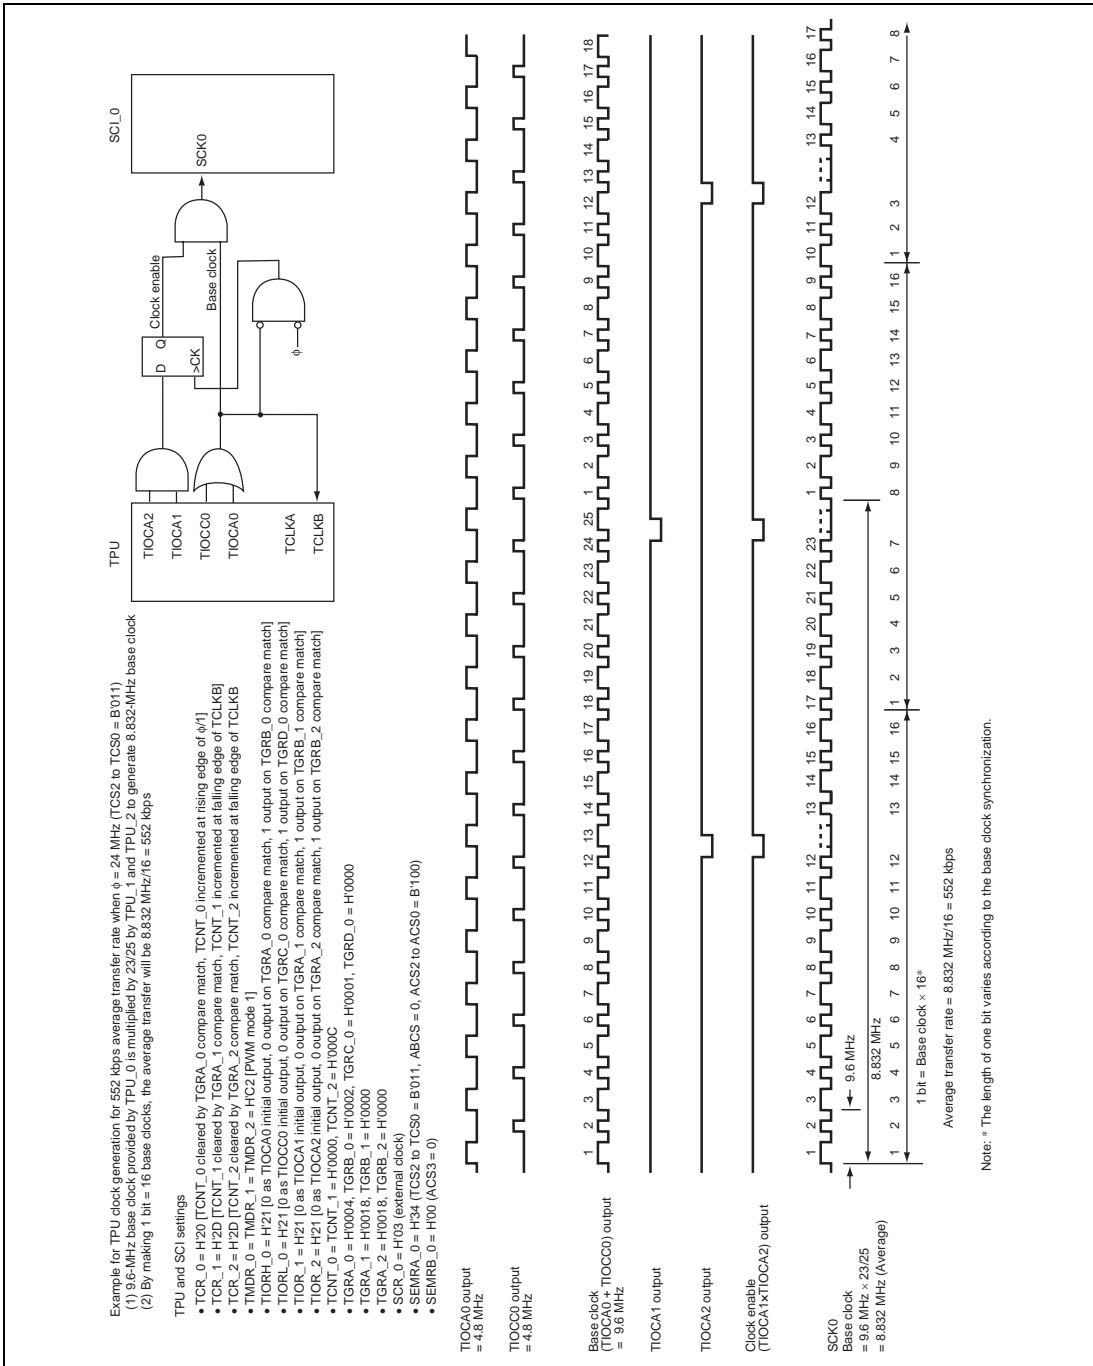 Example for TPU clock generation for 552 kbps average transfer rate when φ = 24 MHz (TCS2 to TCS0 = B'011)
(1) 9.6-MHz base clock provided by TPU_0 is multiplied by 23/25 by TPU_1 and TPU_2 to generate 8.832-MHz base clock
(2) By making 1 bit = 16 base clocks, the average transfer will be 8.832 MHz/16 = 552 kbps
TPU and SCI settings
• TCR_0 = H'20 [TCNT_0 cleared by TGRA_0 compare match, TCNT_0 incremented at rising edge of φ/1]
• TCR_1 = H'2D [TCNT_1 cleared by TGRA_1 compare match, TCNT_1 incremented at falling edge of TCLKB]
• TCR_2 = H'2D [TCNT_2 cleared by TGRA_2 compare match, TCNT_2 incremented at falling edge of TCLKB
• TMDR_0 = TMDR_1 = TMDR_2 = H'C2 [PWM mode 1]
• TIORH_0 = H'21 [0 as TIOCA0 initial output, 0 output on TGRA_0 compare match, 1 output on TGRB_0 compare match]
• TIORL_0 = H'21 [0 as TIOCC0 initial output, 0 output on TGRC_0 compare match, 1 output on TGRD_0 compare match]
• TIOR_1 = H'21 [0 as TIOCA1 initial output, 0 output on TGRA_1 compare match, 1 output on TGRB_1 compare match]
• TIOR_2 = H'21 [0 as TIOCA2 initial output, 0 output on TGRA_2 compare match, 1 output on TGRB_2 compare match]
• TCNT_0 = TCNT_1 = H'0000, TCNT_2 = H'000C
• TGRA_0 = H'0004, TGRB_0 = H'0002, TGRC_0 = H'0001, TGRD_0 = H'0000
• TGRA_1 = H'0018, TGRB_1 = H'0000
• TGRA_2 = H'0018, TGRB_2 = H'0000
• SCR_0 = H'03 (external clock)
• SEMRA_0 = H'34 (TCS2 to TCS0 = B'011, ABCS = 0, ACS2 to ACS0 = B'100)
• SEMRB_0 = H'00 (ACS3 = 0)
TPU
TIOCA2
TIOCA1
TIOCC0
TIOCA0
TCLKA
TCLKB
D Q
>CK
Clock enable
Base clock
φ
SCI_0
SCK0
TIOCA0 output
= 4.8 MHz
TIOCC0 output
= 4.8 MHz
Base clock
(TIOCA0 + TIOCC0) output
= 9.6 MHz
1 2 3 4 5 6 7 8 9 10 11 12 13 14 15 16 17 18 19 20 21 22 23 24 25 1 2 3 4 5 6 7 8 9 10 11 12 13 14 15 16 17 18
TIOCA1 output
TIOCA2 output
Clock enable
(TIOCA1×TIOCA2) output
SCK0
Base clock
= 9.6 MHz × 23/25
= 8.832 MHz (Average)
1 2 3 4 5 6 7 8 9 10 11 12 13 14 15 16 17 18 19 20 21 22 23 1 2 3 4 5 6 7 8 9 10 11 12 13 14 15 16 17
9.6 MHz
8.832 MHz
1 2 3 4 5 6 7 8 9 10 11 12 13 14 15 16 1 2 3 4 5 6 7 8 9 10 11 12 13 14 15 16 1 2 3 4 5 6 7 8
1 bit = Base clock × 16*
Average transfer rate = 8.832 MHz/16 = 552 kbps
Note: * The length of one bit varies according to the base clock synchronization.